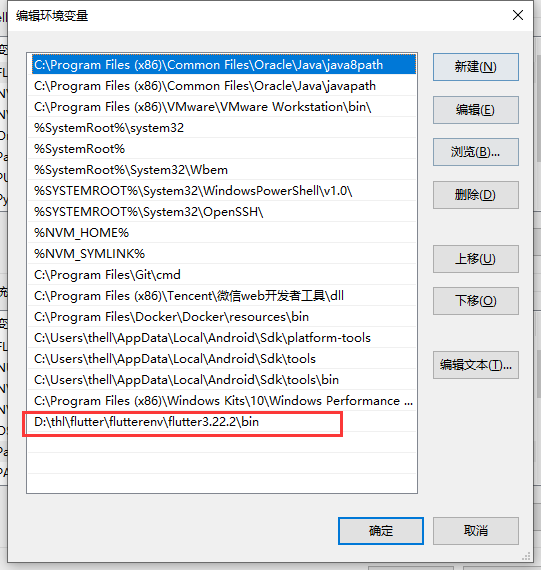 编辑环境变量
C:\Program Files (x86)\Common Files\Oracle\Java\java8path
C:\Program Files (x86)\Common Files\Oracle\Java\javapath
C:\Program Files (x86)\VMware\VMware Workstation\bin\
%SystemRoot%\system32
%SystemRoot%
%SystemRoot%\System32\Wbem
%SYSTEMROOT%\System32\WindowsPowerShell\v1.0\
%SYSTEMROOT%\System32\OpenSSH\
%NVM_HOME%
%NVM_SYMLINK%
C:\Program Files\Git\cmd
C:\Program Files (x86)\Tencent\微信web开发者工具\dll
C:\Program Files\Docker\Docker\resources\bin
C:\Users\thell\AppData\Local\Android\Sdk\platform-tools
C:\Users\thell\AppData\Local\Android\Sdk\tools
C:\Users\thell\AppData\Local\Android\Sdk\tools\bin
C:\Program Files (x86)\Windows Kits\10\Windows Performance ...
D:\thl\flutter\flutterenv\flutter3.22.2\bin
新建(N)
编辑(E)
浏览(B)...
删除(D)
上移(U)
下移(O)
编辑文本(T)...
确定
取消